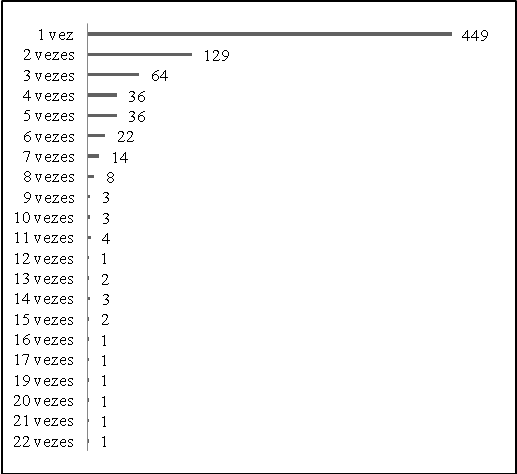 1 vez 449
2 vezes 129
3 vezes 64
4 vezes 36
5 vezes 36
6 vezes 22
7 vezes 14
8 vezes 8
9 vezes 3
10 vezes 3
11 vezes 4
12 vezes 1
13 vezes 2
14 vezes 3
15 vezes 2
16 vezes 1
17 vezes 1
19 vezes 1
20 vezes 1
21 vezes 1
22 vezes 1